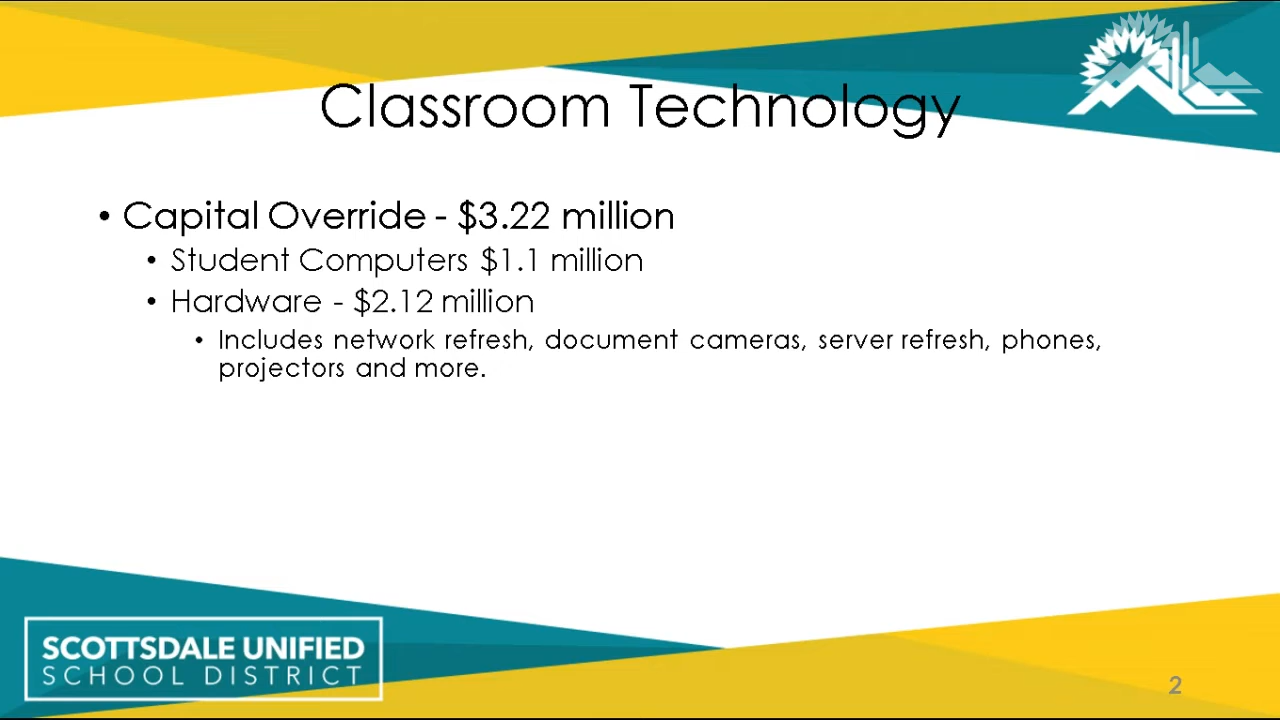 Classroom Technology
• Capital Override - $3.22 million
• Student Computers $1.1 million
• Hardware - $2.12 million
• Includes network refresh, document cameras, server refresh, phones,
projectors and more.
SCOTTSDALE UNIFIED
SCHOOL DISTRICT
2